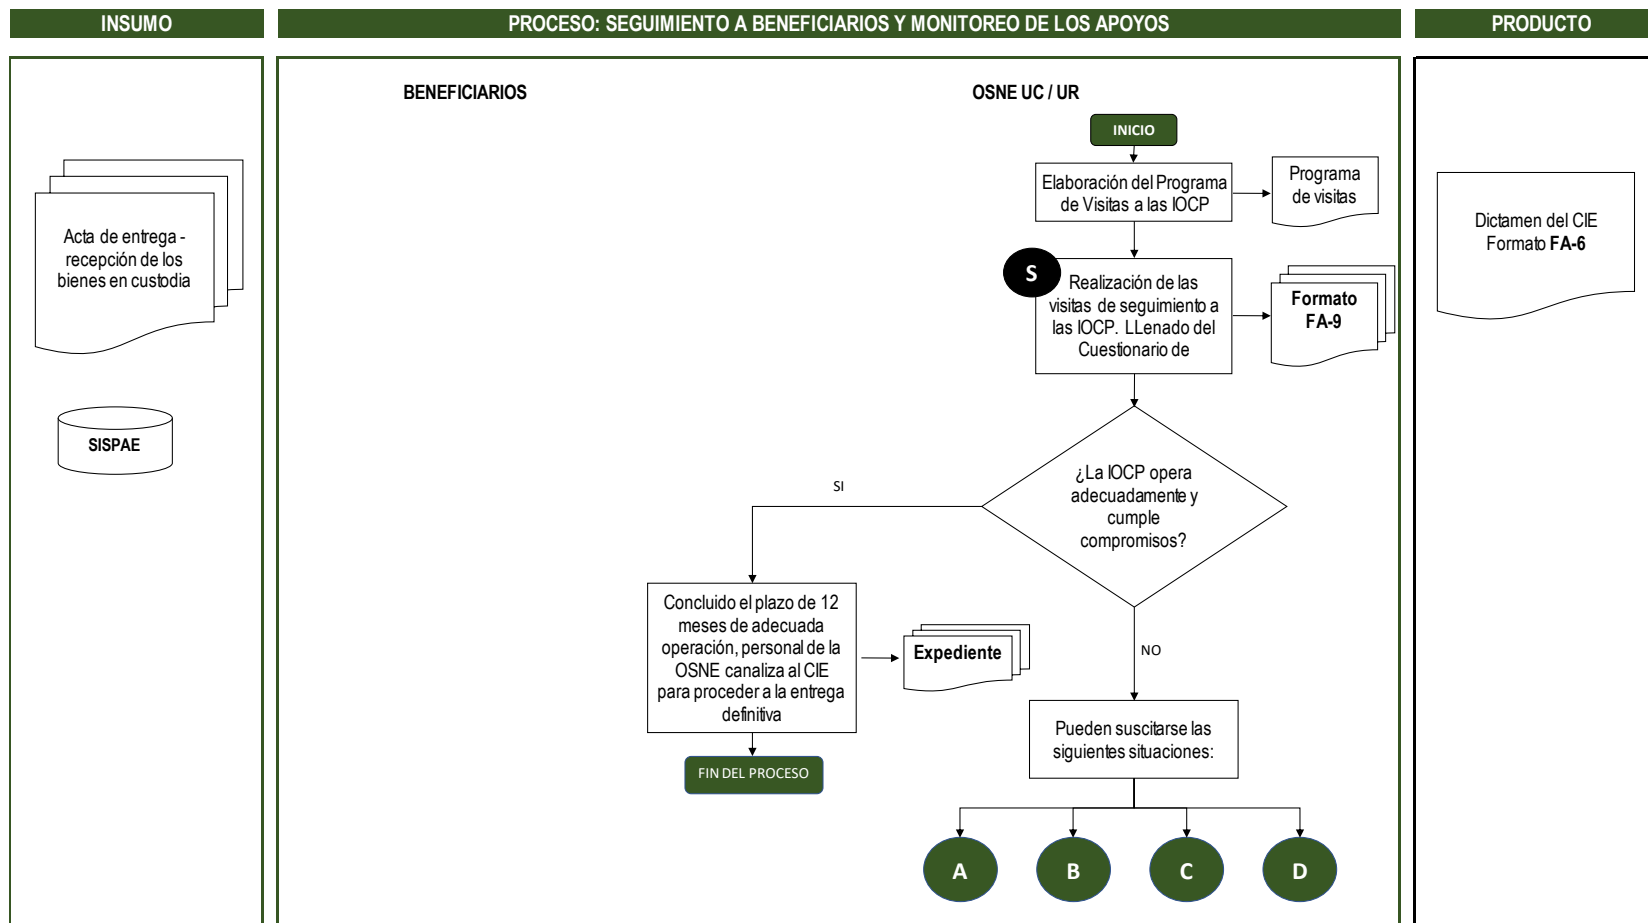 INSUMO
PROCESO: SEGUIMIENTO A BENEFICIARIOS Y MONITOREO DE LOS APOYOS
PRODUCTO
BENEFICIARIOS
OSNE UC / UR
INICIO
Elaboración del Programa
de Visitas a las IOCP
Programa
de visitas
Acta de entrega -
recepción de los
bienes en custodia
SISPAE
Dictamen del CIE
Formato FA-6
S
Realización de las
visitas de seguimiento a
las IOCP. LLenado del
Cuestionario de
Formato
FA-9
¿La IOCP opera
adecuadamente y
cumple
compromisos?
SI
NO
Concluido el plazo de 12
meses de adecuada
operación, personal de la
OSNE canaliza al CIE
para proceder a la entrega
definitiva
Expediente
FIN DEL PROCESO
Pueden suscitarse las
siguientes situaciones:
A
B
C
D